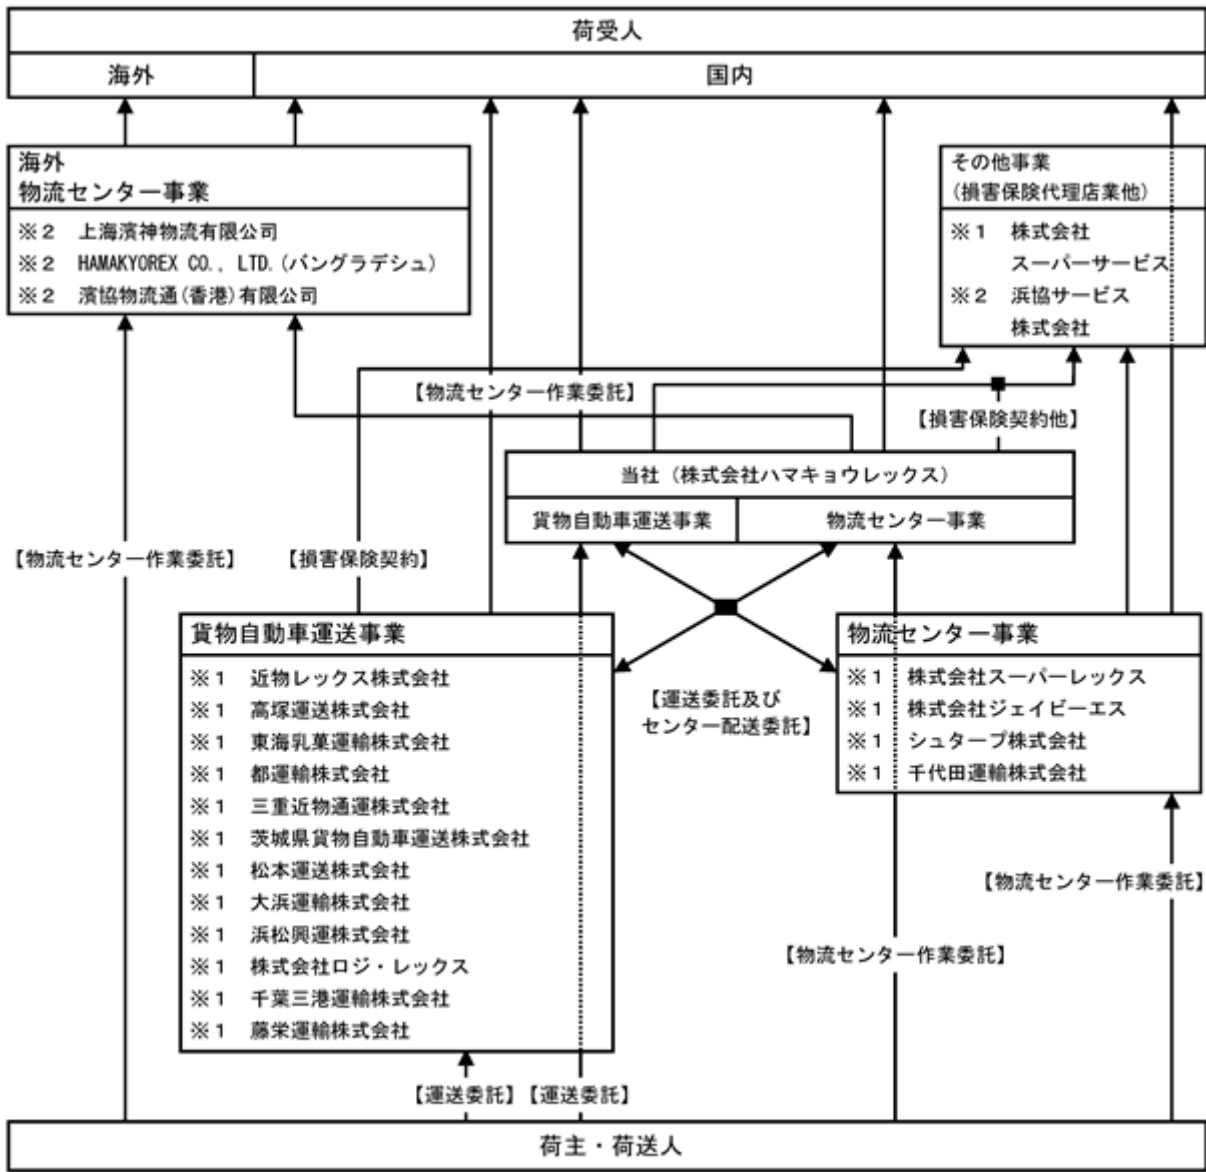 荷受人
海外
国内
海外
物流センター事業
※2 上海濱神物流有限公司
※2 HAMAKYOREX CO., LTD.(バングラデシュ)
※2 濱協物流通(香港)有限公司
その他事業
(損害保険代理店業他)
※1 株式会社
スーパーサービス
※2 浜協サービス
株式会社
【物流センター作業委託】
【損害保険契約他】
当社(株式会社ハマキョウレックス)
貨物自動車運送事業
物流センター事業
【物流センター作業委託】
【損害保険契約】
貨物自動車運送事業
※1 近物レックス株式会社
※1 高塚運送株式会社
※1 東海乳菓運輸株式会社
※1 都運輸株式会社
※1 三重近物通運株式会社
※1 茨城県貨物自動車運送株式会社
※1 松本運送株式会社
※1 大浜運輸株式会社
※1 浜松興運株式会社
※1 株式会社ロジ・レックス
※1 千葉三港運輸株式会社
※1 藤栄運輸株式会社
【運送委託及び
センター配送委託】
物流センター事業
※1 株式会社スーパーレックス
※1 株式会社ジェイビーエス
※1 シュタープ株式会社
※1 千代田運輸株式会社
【物流センター作業委託】
【物流センター作業委託】
【運送委託】
【運送委託】
荷主・荷送人